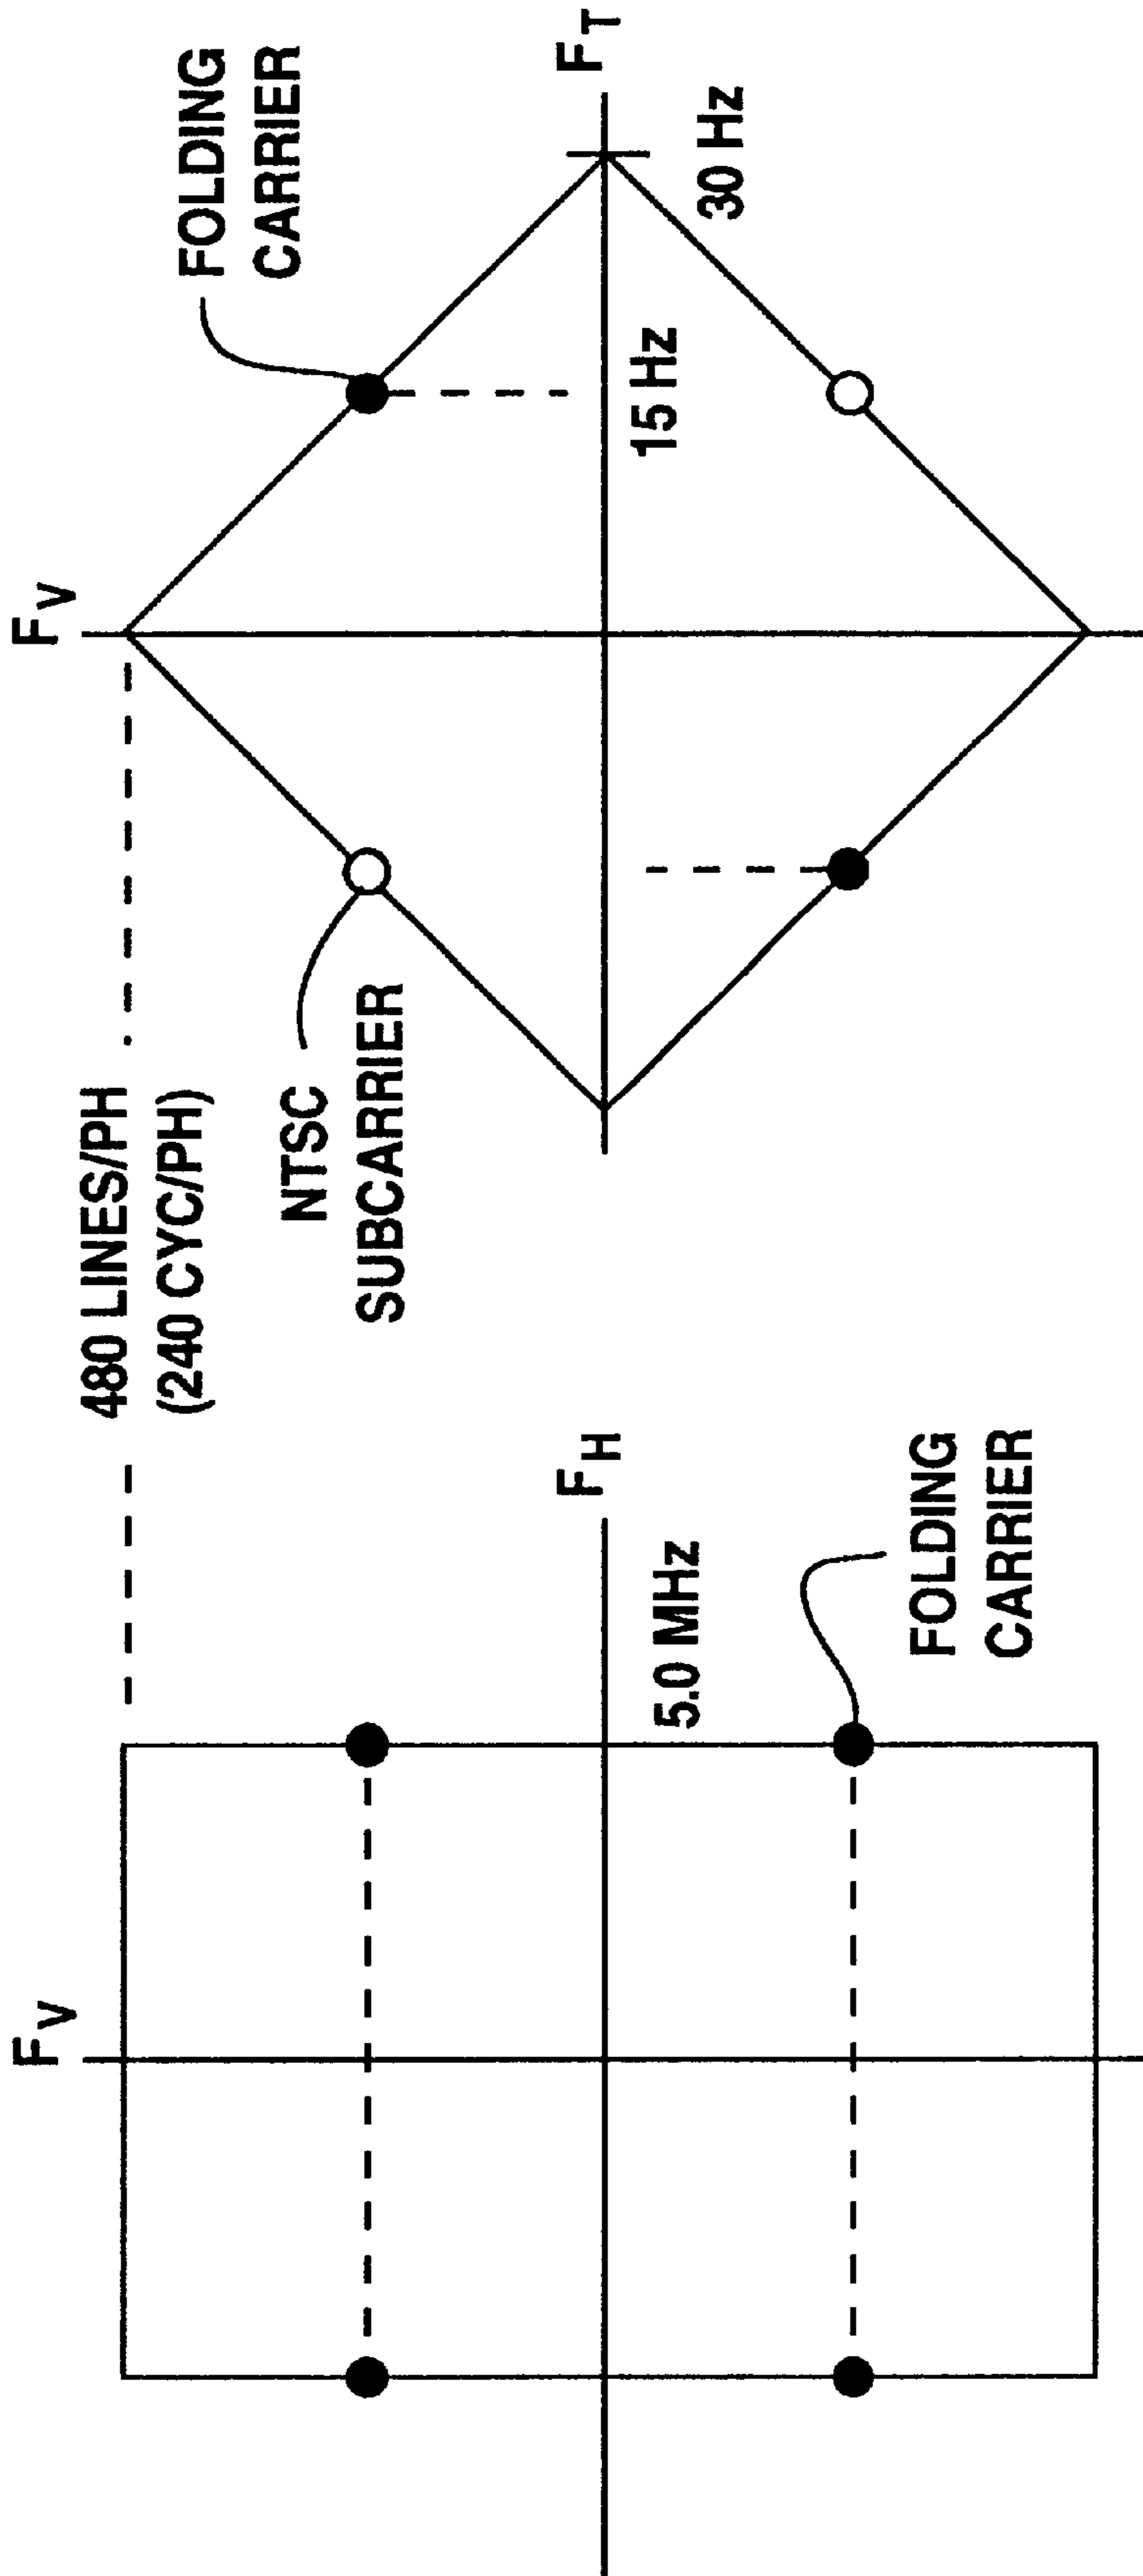 F_V
480 LINES/PH
(240 CYC/PH)
F_H
5.0 MHz
FOLDING
CARRIER
F_V
NTSC
SUBCARRIER
FOLDING
CARRIER
F_T
15 Hz
30 Hz